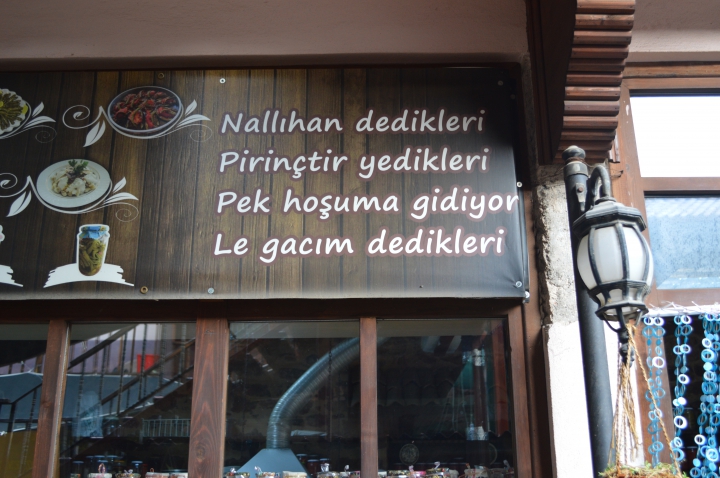 Nallıhan dedikleri
Pirinçtir yedikleri
Pek hoşuma gidiyor
Le gacım dedikleri